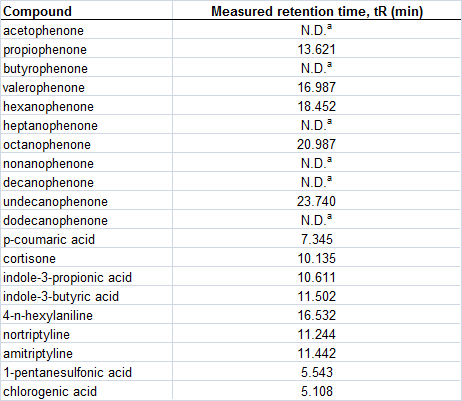 Compound Measured retention time, tR (min)
acetophenone N.D.ª
propiophenone 13.621
butyrophenone N.D.ª
valerophenone 16.987
hexanophenone 18.452
heptanophenone N.D.ª
octanophenone 20.987
nonanophenone N.D.ª
decanophenone N.D.ª
undecanophenone 23.740
dodecanophenone N.D.ª
p-coumaric acid 7.345
cortisone 10.135
indole-3-propionic acid 10.611
indole-3-butyric acid 11.502
4-n-hexylaniline 16.532
nortriptyline 11.244
amitriptyline 11.442
1-pentanesulfonic acid 5.543
chlorogenic acid 5.108